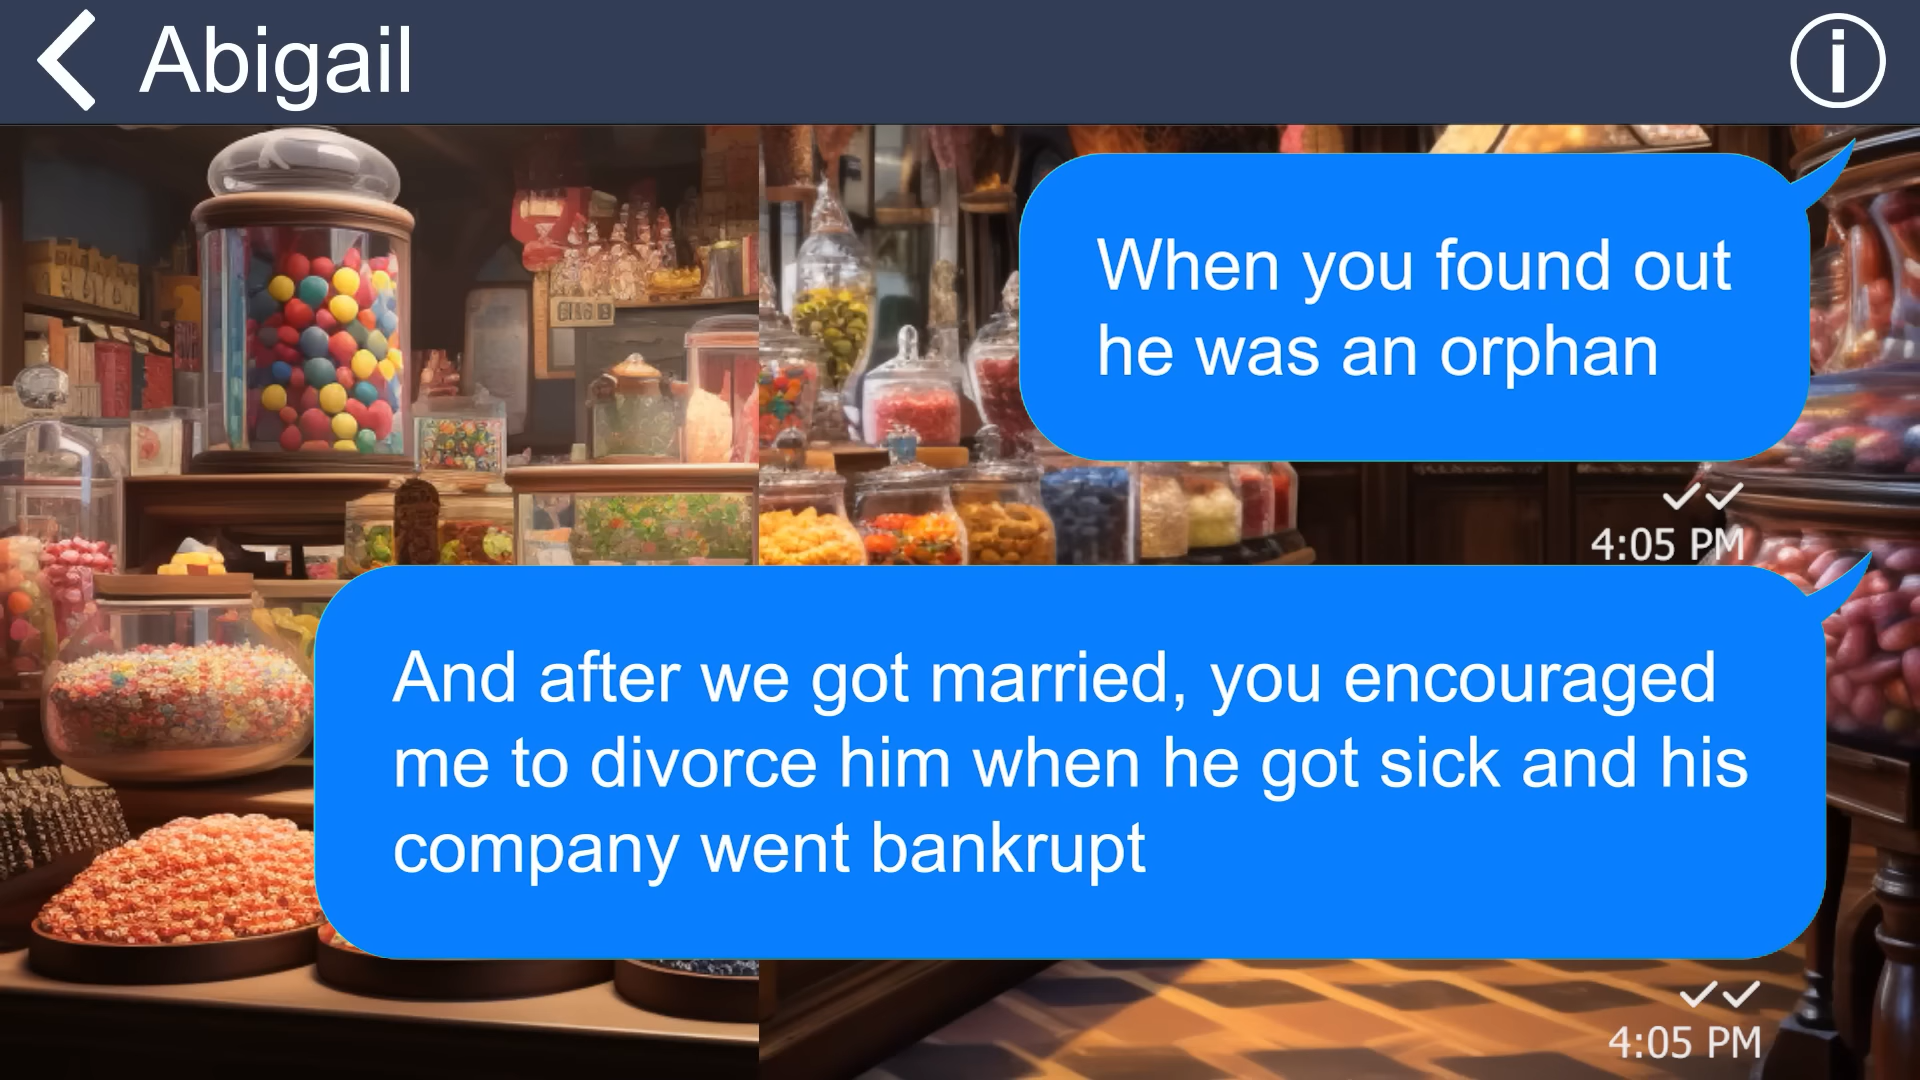 Abigail
When you found out
he was an orphan
4:05 PM
And after we got married, you encouraged
me to divorce him when he got sick and his
company went bankrupt
4:05 PM